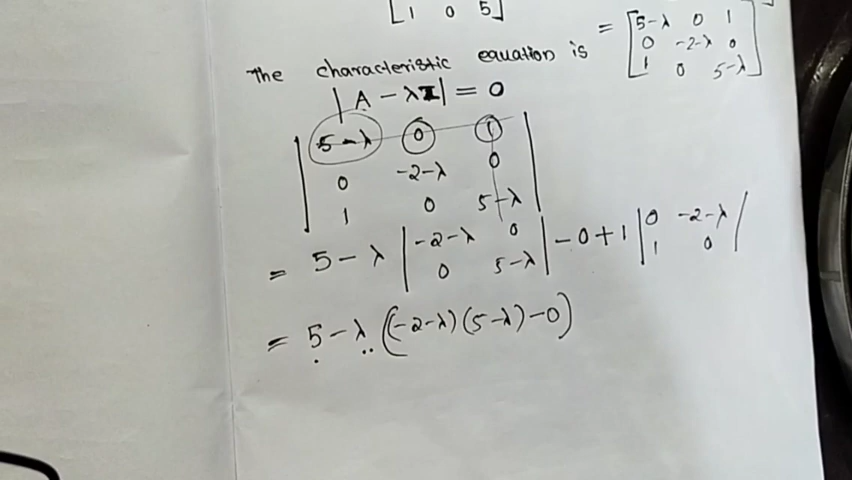 [1 0 5]
= [5-λ 0 1
0 -2-λ 0
1 0 5-λ]
The characteristic equation is
|A - λI| = 0
|5-λ 0 1
0 -2-λ 0
1 0 5-λ|
= 5-λ |-2-λ 0 0 5-λ| - 0 + 1 |0 -2-λ 1 0|
= 5-λ.. ((-2-λ)(5-λ)-0)